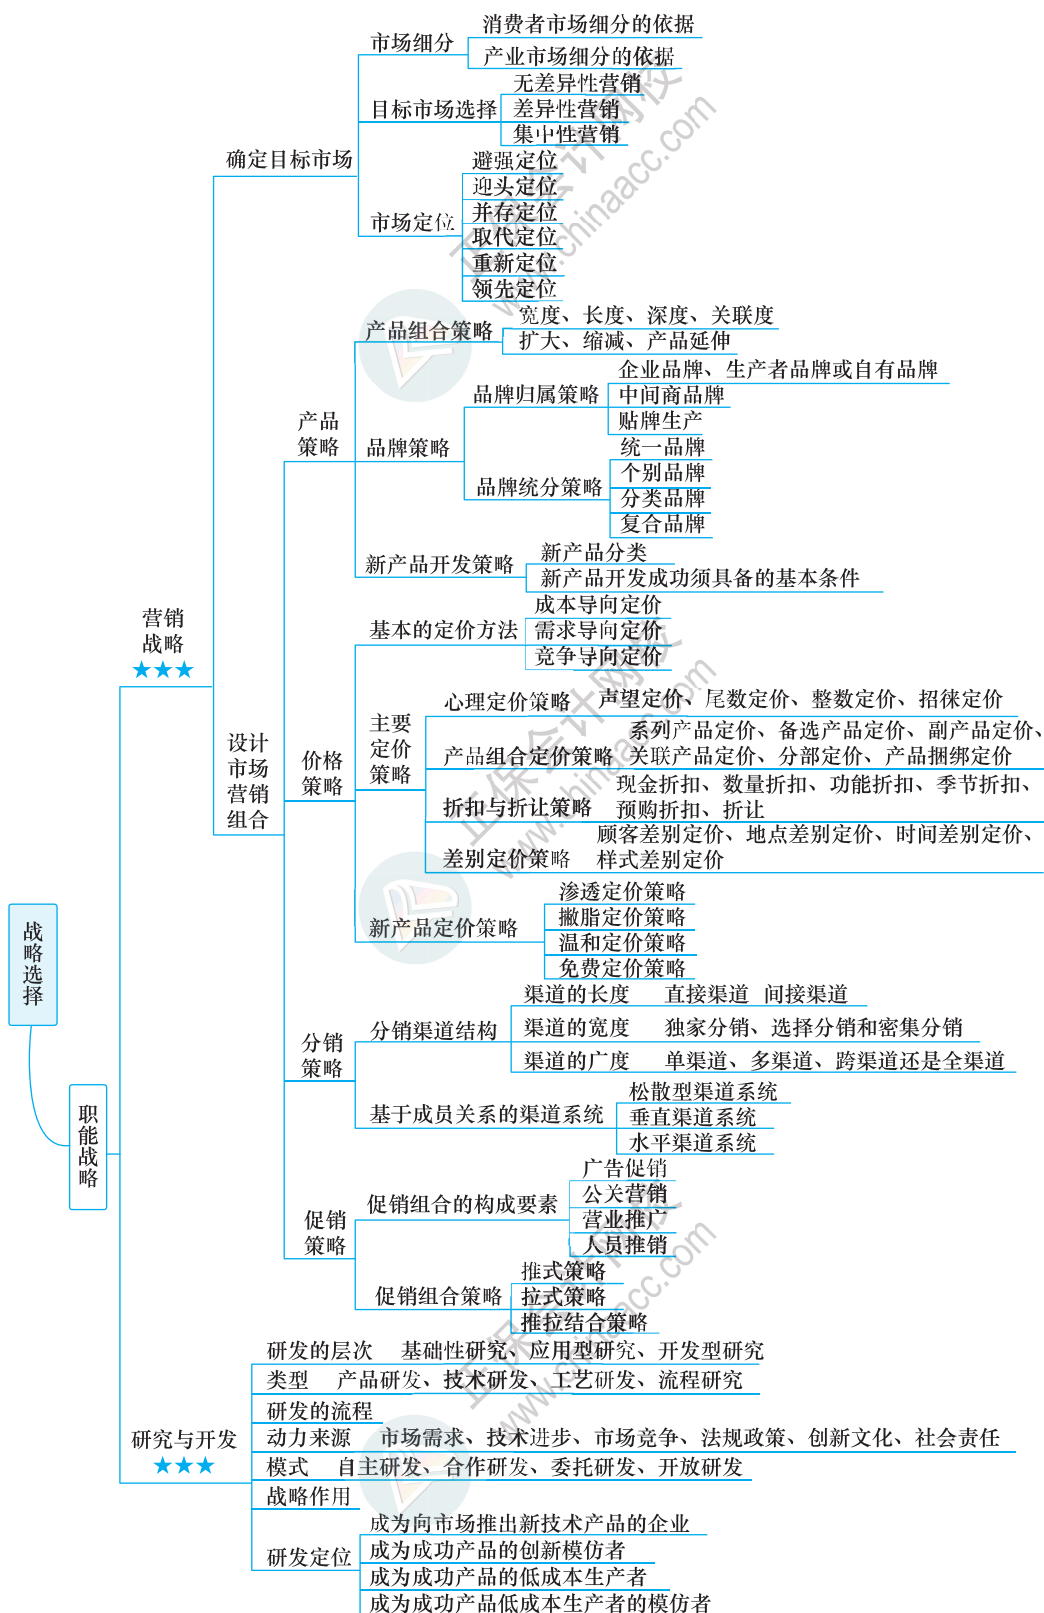 战略选择
职能战略
营销
战略
★★★
确定目标市场
市场细分
消费者市场细分的依据
产业市场细分的依据
目标市场选择
无差异性营销
差异性营销
集中性营销
市场定位
避强定位
迎头定位
并存定位
取代定位
重新定位
领先定位
设计
市场
营销
组合
产品
策略
产品组合策略
宽度、长度、深度、关联度
扩大、缩减、产品延伸
品牌策略
品牌归属策略
企业品牌、生产者品牌或自有品牌
中间商品牌
贴牌生产
品牌统分策略
统一品牌
个别品牌
分类品牌
复合品牌
新产品开发策略
新产品分类
新产品开发成功须具备的基本条件
价格
策略
基本的定价方法
成本导向定价
需求导向定价
竞争导向定价
主要
定价
策略
心理定价策略 声望定价、尾数定价、整数定价、招徕定价
产品组合定价策略
系列产品定价、备选产品定价、副产品定价、
关联产品定价、分部定价、产品捆绑定价
折扣与折让策略
现金折扣、数量折扣、功能折扣、季节折扣、
预购折扣、折让
差别定价策略
顾客差别定价、地点差别定价、时间差别定价、
样式差别定价
新产品定价策略
渗透定价策略
撇脂定价策略
温和定价策略
免费定价策略
分销
策略
分销渠道结构
渠道的长度 直接渠道 间接渠道
渠道的宽度 独家分销、选择分销和密集分销
渠道的广度 单渠道、多渠道、跨渠道还是全渠道
基于成员关系的渠道系统
松散型渠道系统
垂直渠道系统
水平渠道系统
促销
策略
促销组合的构成要素
广告促销
公关营销
营业推广
人员推销
促销组合策略
推式策略
拉式策略
推拉结合策略
研究与开发
★★★
研发的层次 基础性研究、应用型研究、开发型研究
类型 产品研发、技术研发、工艺研发、流程研究
研发的流程
动力来源 市场需求、技术进步、市场竞争、法规政策、创新文化、社会责任
模式 自主研发、合作研发、委托研发、开放研发
战略作用
研发定位
成为向市场推出新技术产品的企业
成为成功产品的创新模仿者
成为成功产品的低成本生产者
成为成功产品低成本生产者的模仿者
正保会计网校
www.chinaacc.com
正保会计网校
www.chinaacc.com
正保会计网校
www.chinaacc.com